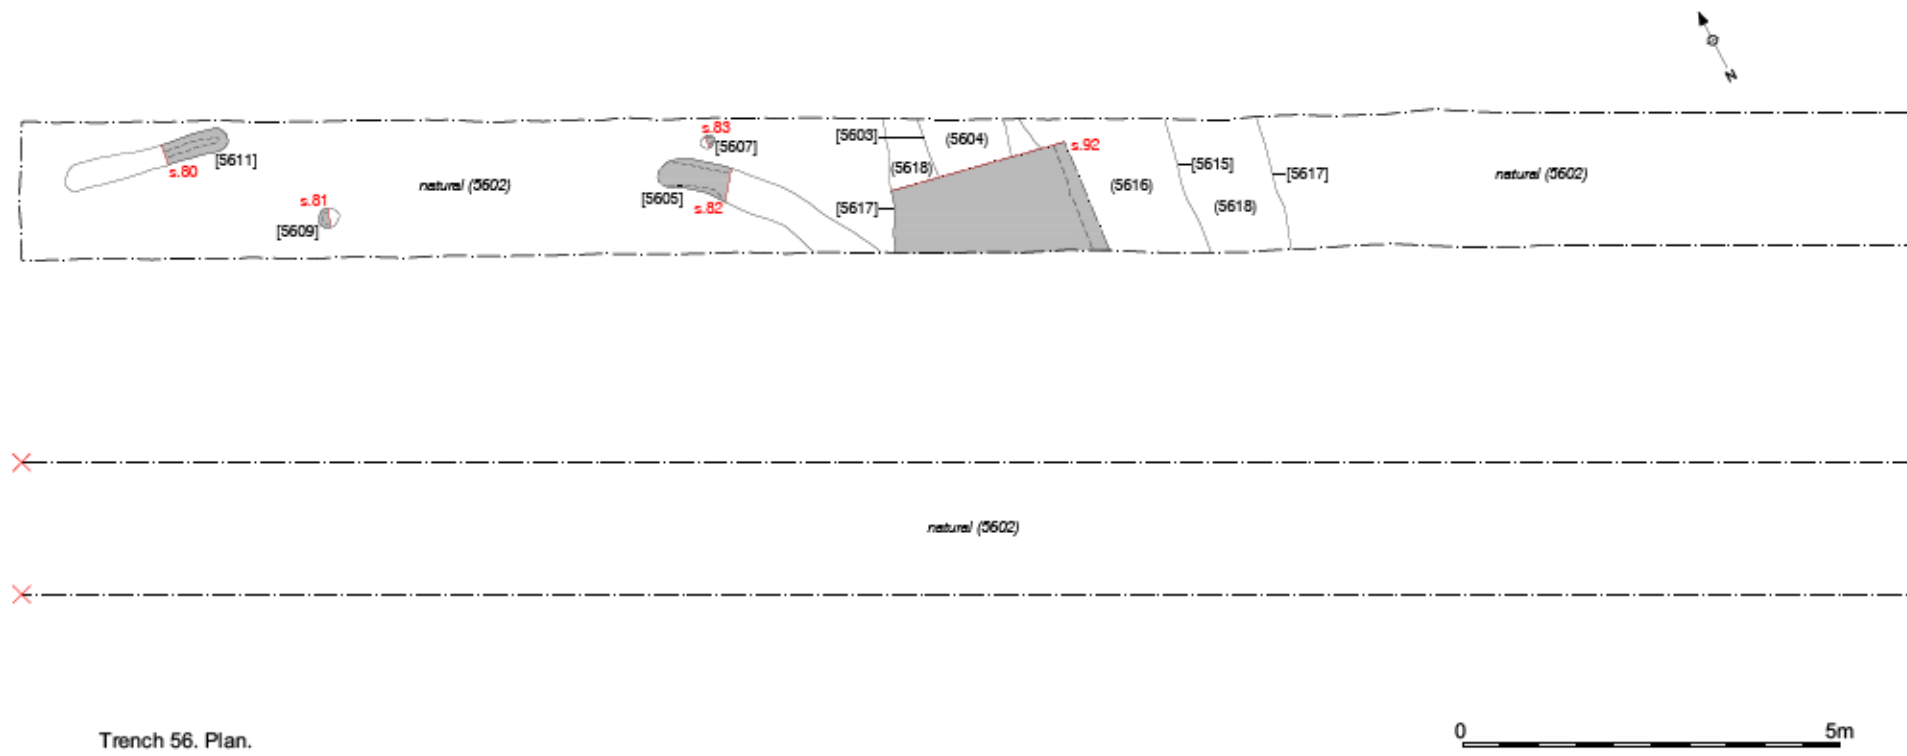 N
s.83
[5603]
(5604)
[5607]
s.92
[5611]
s.80
(5618)
[5615]
[5617]
natural (5602)
natural (5602)
(5616)
s.81
[5605]
s.82
[5617]
(5618)
[5609]
natural (5602)
Trench 56. Plan.
0 5m